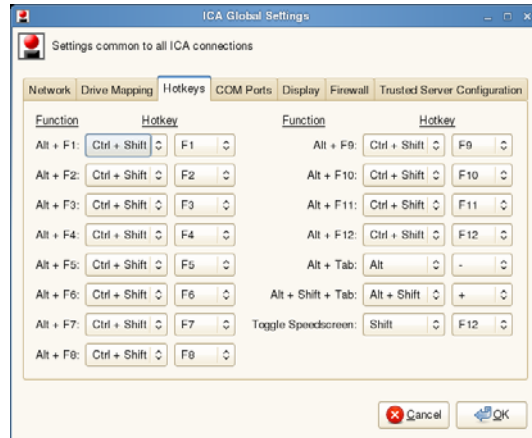 ICA Global Settings
Settings common to all ICA connections
Network Drive Mapping Hotkeys COM Ports Display Firewall Trusted Server Configuration
Function Hotkey Function Hotkey
Alt + F1: Ctrl + Shift F1 Alt + F9: Ctrl + Shift F9
Alt + F2: Ctrl + Shift F2 Alt + F10: Ctrl + Shift F10
Alt + F3: Ctrl + Shift F3 Alt + F11: Ctrl + Shift F11
Alt + F4: Ctrl + Shift F4 Alt + F12: Ctrl + Shift F12
Alt + F5: Ctrl + Shift F5 Alt + Tab: Alt -
Alt + F6: Ctrl + Shift F6 Alt + Shift + Tab: Alt + Shift +
Alt + F7: Ctrl + Shift F7 Toggle Speedscreen: Shift F12
Alt + F8: Ctrl + Shift F8
Cancel OK